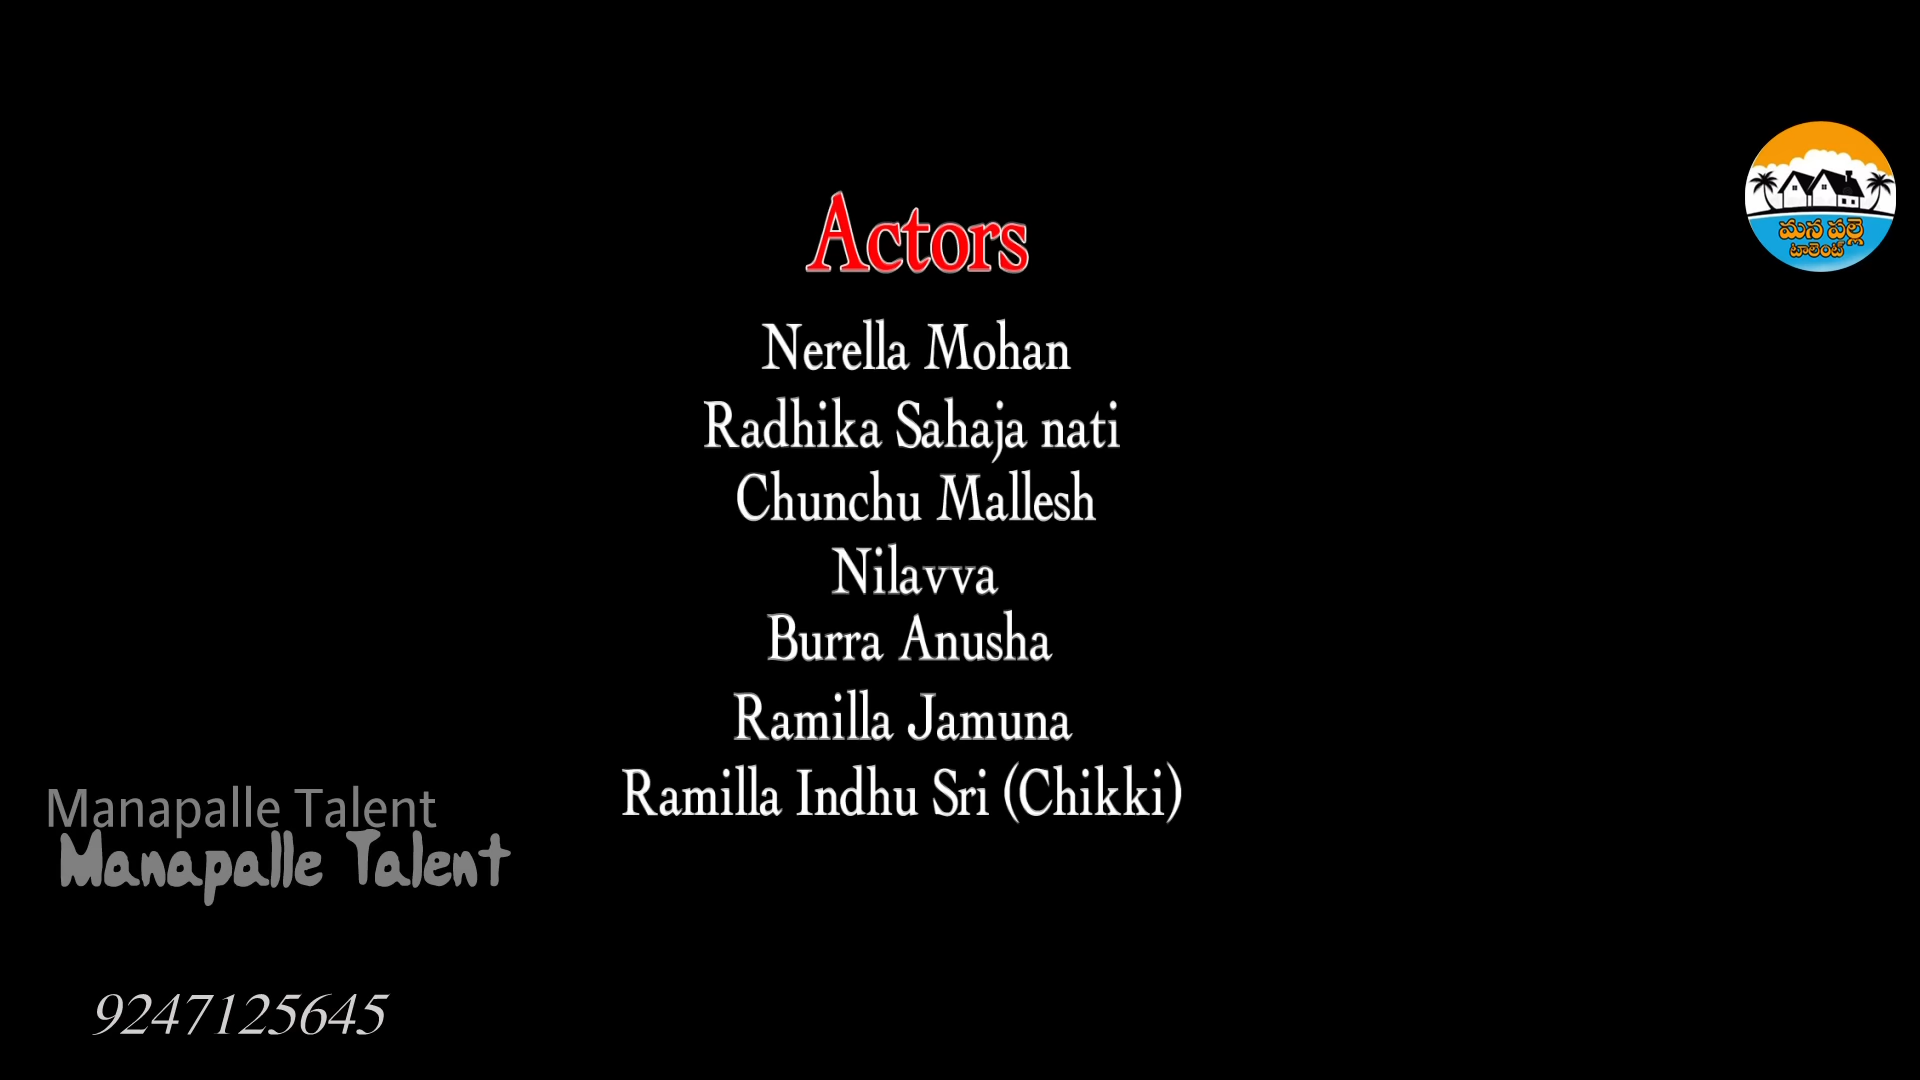 Actors
Nerella Mohan
Radhika Sahaja nati
Chunchu Mallesh
Nilavva
Burra Anusha
Ramilla Jamuna
Ramilla Indhu Sri (Chikki)
మన పల్లె
టాలెంట్
Manapalle Talent
Manapalle Talent
9247125645